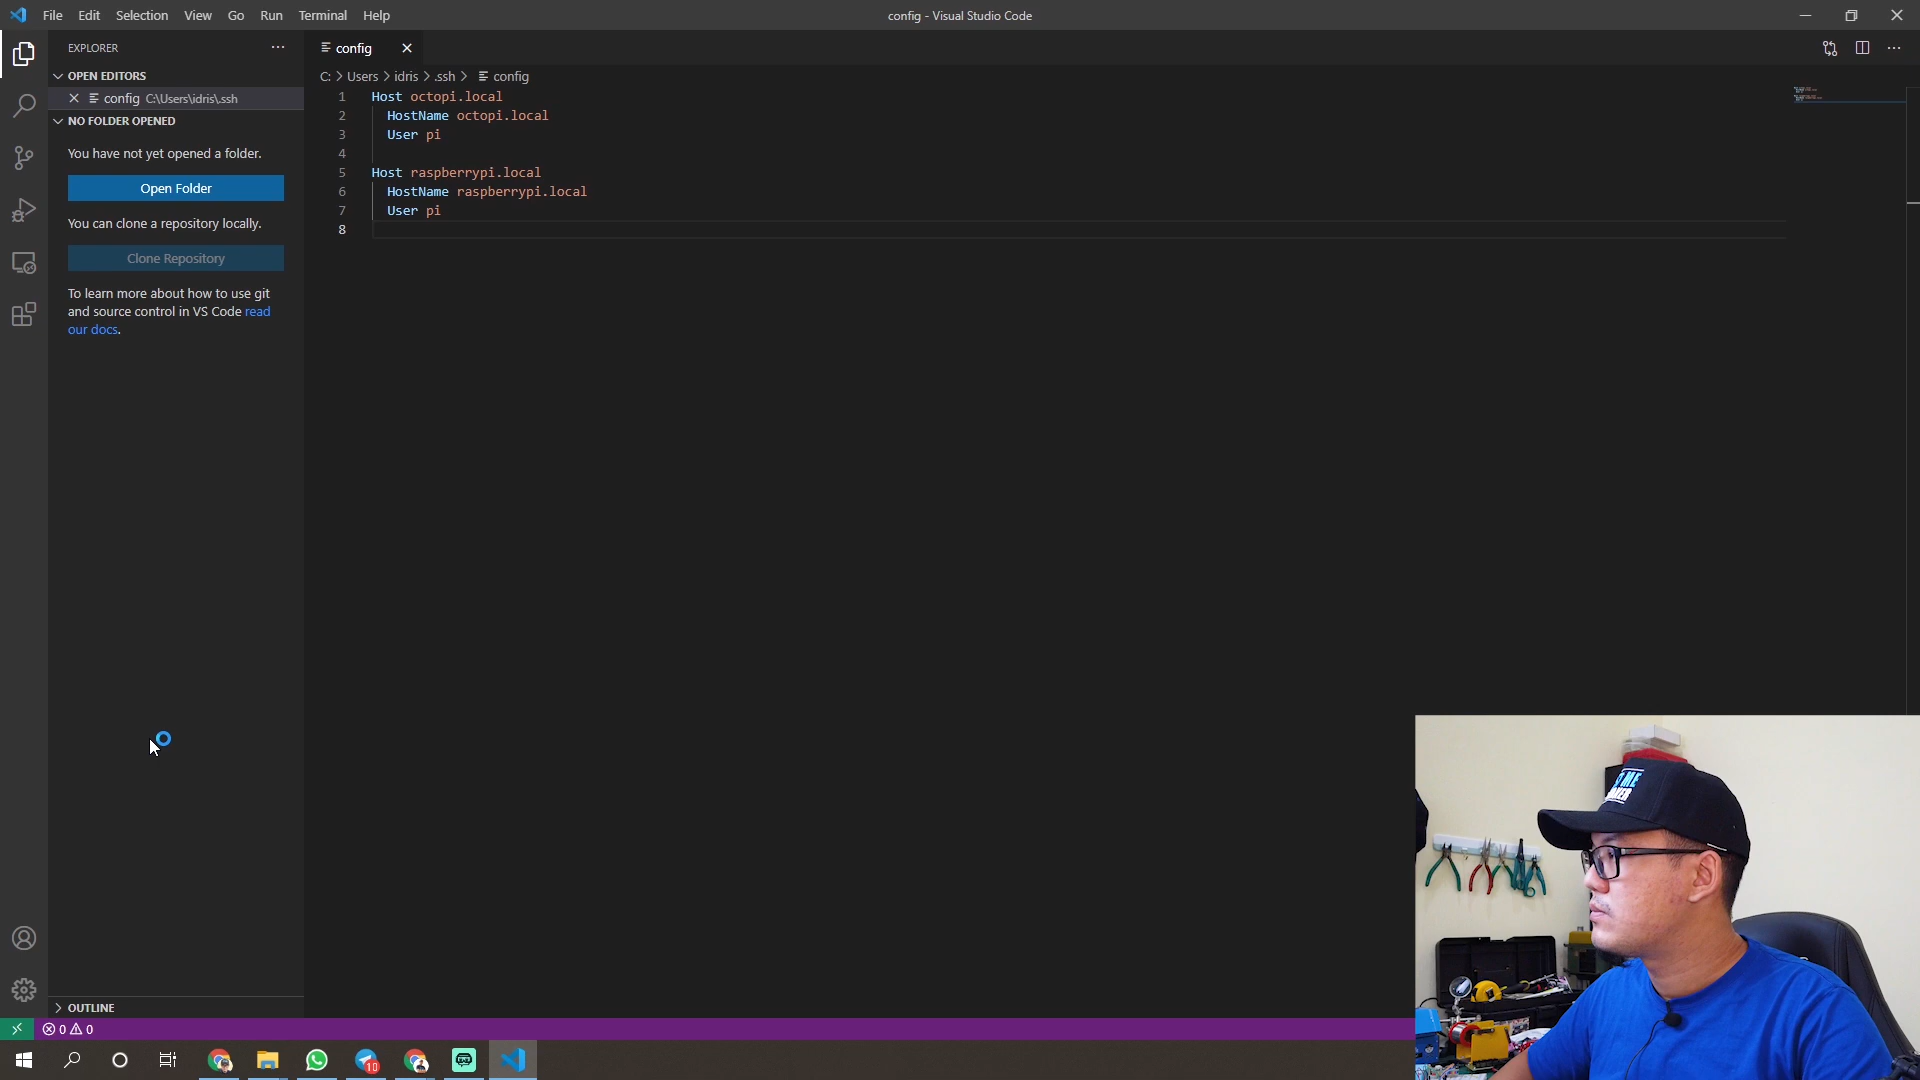 File Edit Selection View Go Run Terminal Help
config - Visual Studio Code
EXPLORER
OPEN EDITORS
config C:\Users\idris\.ssh
NO FOLDER OPENED
You have not yet opened a folder.
Open Folder
You can clone a repository locally.
Clone Repository
To learn more about how to use git
and source control in VS Code read
our docs.
OUTLINE
config
C: > Users > idris > .ssh > config
1 Host octopi.local
2 HostName octopi.local
3 User pi
4
5 Host raspberrypi.local
6 HostName raspberrypi.local
7 User pi
8
0 0
10
ME